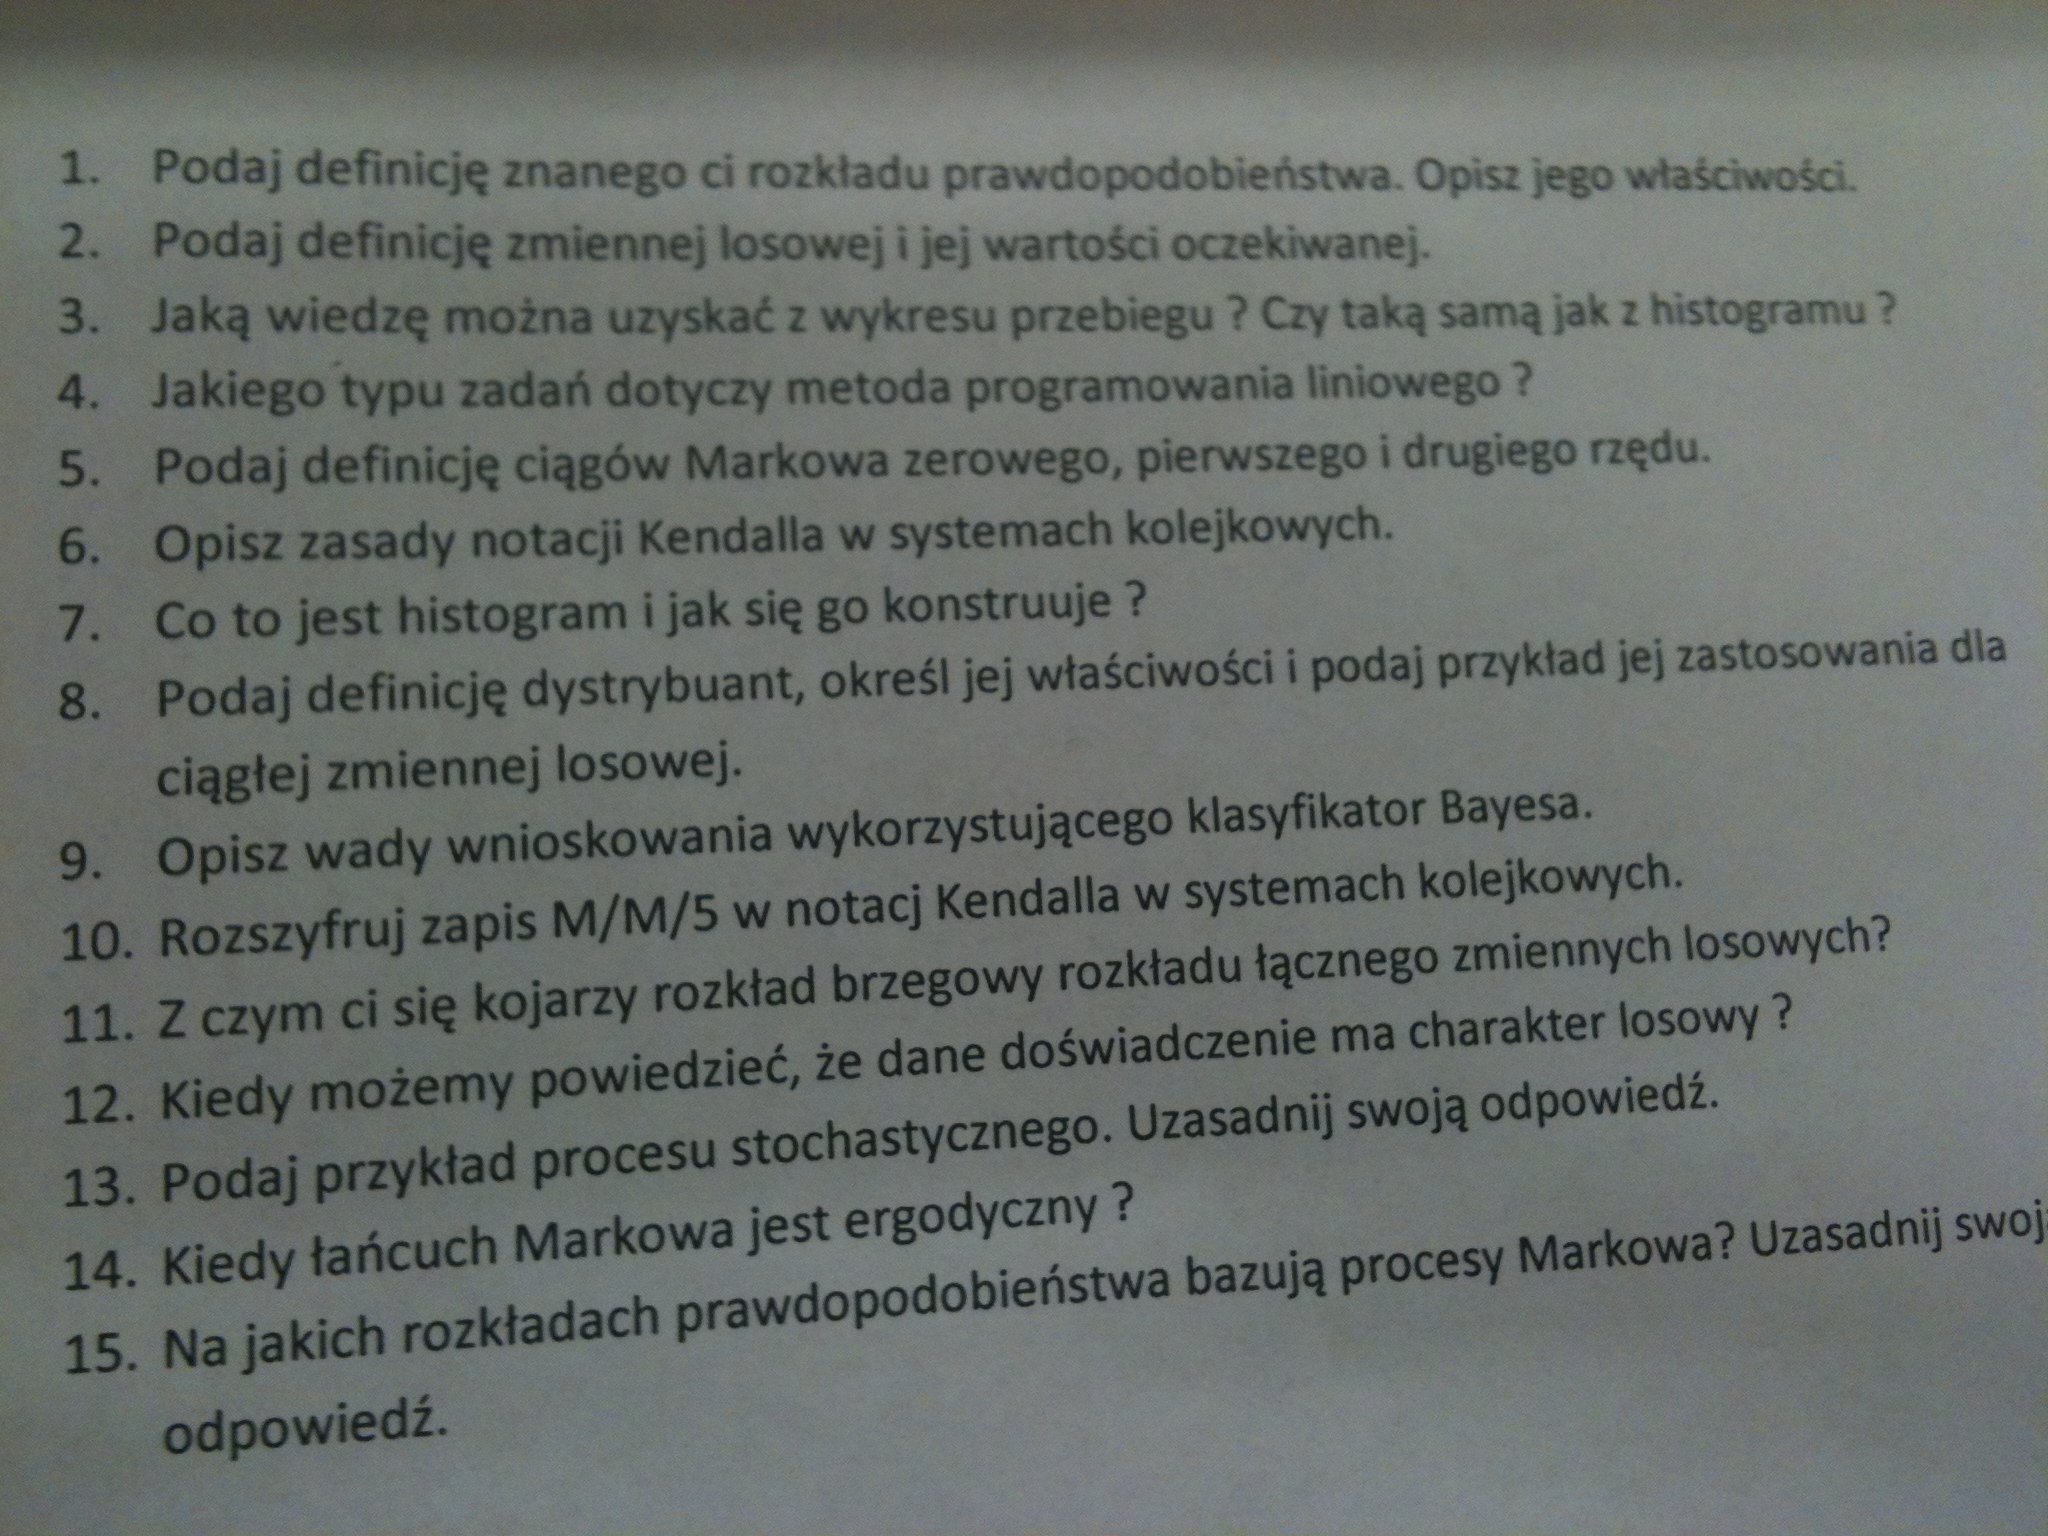 1. Podaj definicję znanego ci rozkładu prawdopodobieństwa. Opisz jego właściwości.
2. Podaj definicję zmiennej losowej i jej wartości oczekiwanej.
3. Jaką wiedzę można uzyskać z wykresu przebiegu ? Czy taką samą jak z histogramu ?
4. Jakiego typu zadań dotyczy metoda programowania liniowego ?
5. Podaj definicję ciągów Markowa zerowego, pierwszego i drugiego rzędu.
6. Opisz zasady notacji Kendalla w systemach kolejkowych.
7. Co to jest histogram i jak się go konstruuje ?
8. Podaj definicję dystrybuant, określ jej właściwości i podaj przykład jej zastosowania dla
ciągłej zmiennej losowej.
9. Opisz wady wnioskowania wykorzystującego klasyfikator Bayesa.
10. Rozszyfruj zapis M/M/5 w notacj Kendalla w systemach kolejkowych.
11. Z czym ci się kojarzy rozkład brzegowy rozkładu łącznego zmiennych losowych?
12. Kiedy możemy powiedzieć, że dane doświadczenie ma charakter losowy ?
13. Podaj przykład procesu stochastycznego. Uzasadnij swoją odpowiedź.
14. Kiedy łańcuch Markowa jest ergodyczny ?
15. Na jakich rozkładach prawdopodobieństwa bazują procesy Markowa? Uzasadnij swoj
odpowiedź.